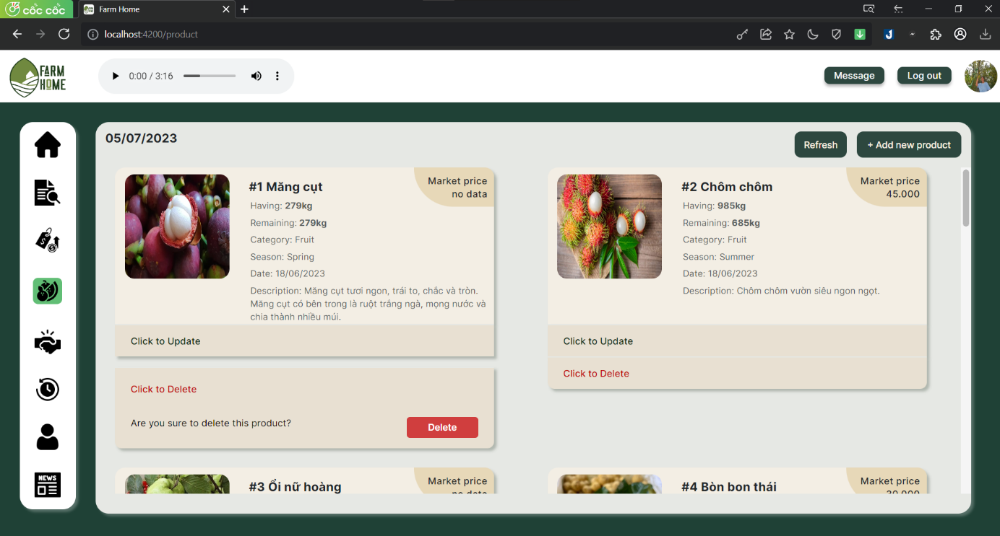 cốc cốc
Farm Home
localhost:4200/product
FARM
HOME
0:00 / 3:16
Message
Log out
05/07/2023
Refresh
+ Add new product
#1 Măng cụt
Market price
no data
Having: 279kg
Remaining: 279kg
Category: Fruit
Season: Spring
Date: 18/06/2023
Description: Măng cụt tươi ngon, trái to, chắc và tròn.
Măng cụt có bên trong là ruột trắng ngà, mọng nước và
chia thành nhiều múi.
Click to Update
Click to Delete
Are you sure to delete this product?
Delete
#2 Chôm chôm
Market price
45.000
Having: 985kg
Remaining: 685kg
Category: Fruit
Season: Summer
Date: 18/06/2023
Description: Chôm chôm vườn siêu ngon ngọt.
Click to Update
Click to Delete
#3 Ổi nữ hoàng
Market price
no data
#4 Bòn bon thái
Market price
30.000
NEWS